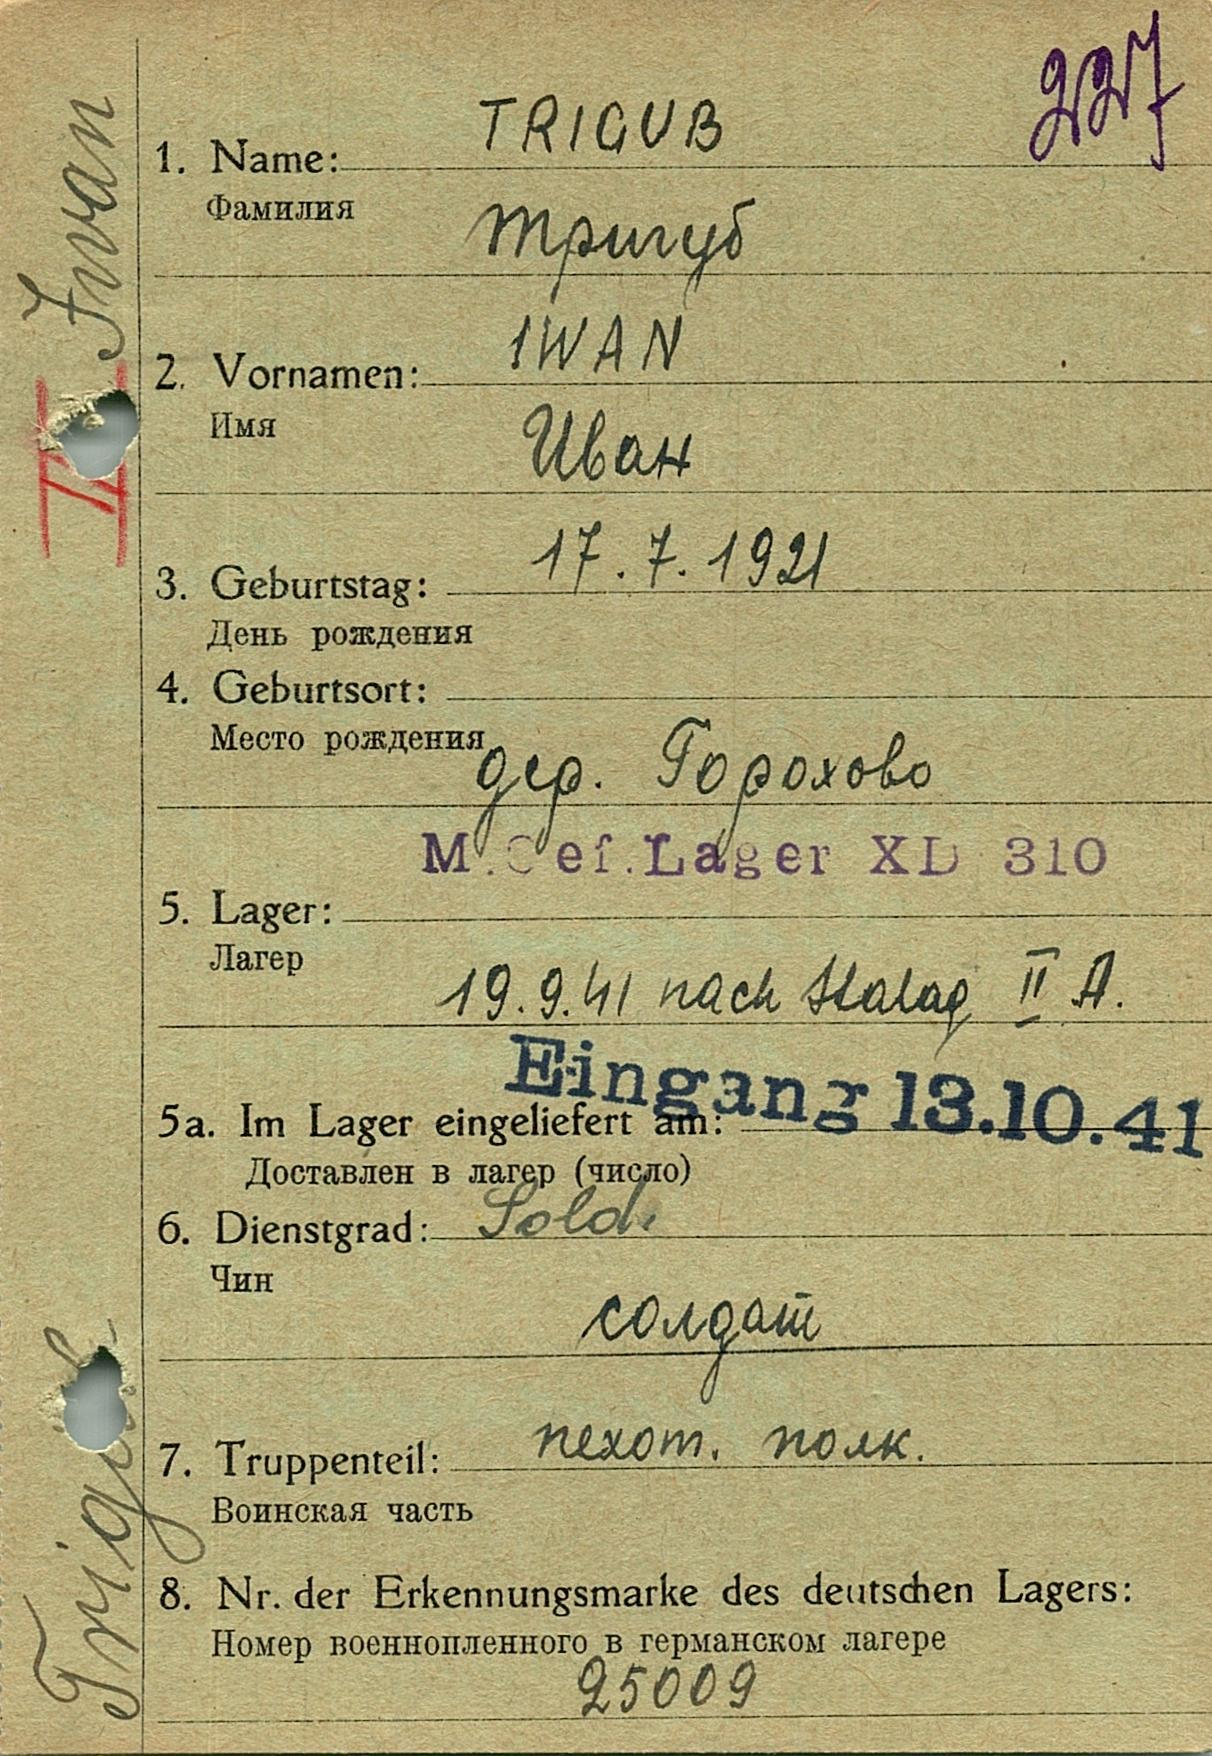 227
TRIGUB
1. Name:
Фамилия
Тригуб
IWAN
2. Vornamen:
Имя
Иван
17.7.1921
3. Geburtstag:
День рождения
4. Geburtsort:
Место рождения
дер. Горохово
M.Gef.Lager XD 310
5. Lager:
Лагер
19.9.41 nach Stalag II A.
Eingang 13.10.41
5a. Im Lager eingeliefert am:
Доставлен в лагер (число)
6. Dienstgrad: Sold.
Чин
солдат
7. Truppenteil: пехот. полк.
Воинская часть
8. Nr. der Erkennungsmarke des deutschen Lagers:
Номер военнопленного в германском лагере
25009
Trigub Iwan